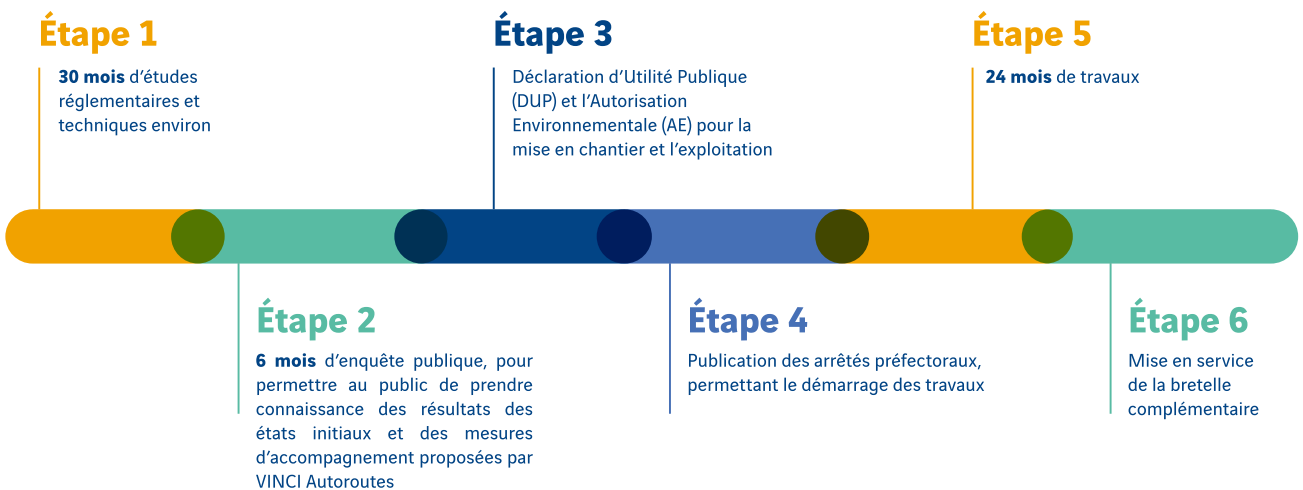 Étape 1
30 mois d’études
réglementaires et
techniques environ
Étape 2
6 mois d’enquête publique, pour
permettre au public de prendre
connaissance des résultats des
états initiaux et des mesures
d’accompagnement proposées par
VINCI Autoroutes
Étape 3
Déclaration d’Utilité Publique
(DUP) et l’Autorisation
Environnementale (AE) pour la
mise en chantier et l’exploitation
Étape 4
Publication des arrêtés préfectoraux,
permettant le démarrage des travaux
Étape 5
24 mois de travaux
Étape 6
Mise en service
de la bretelle
complémentaire